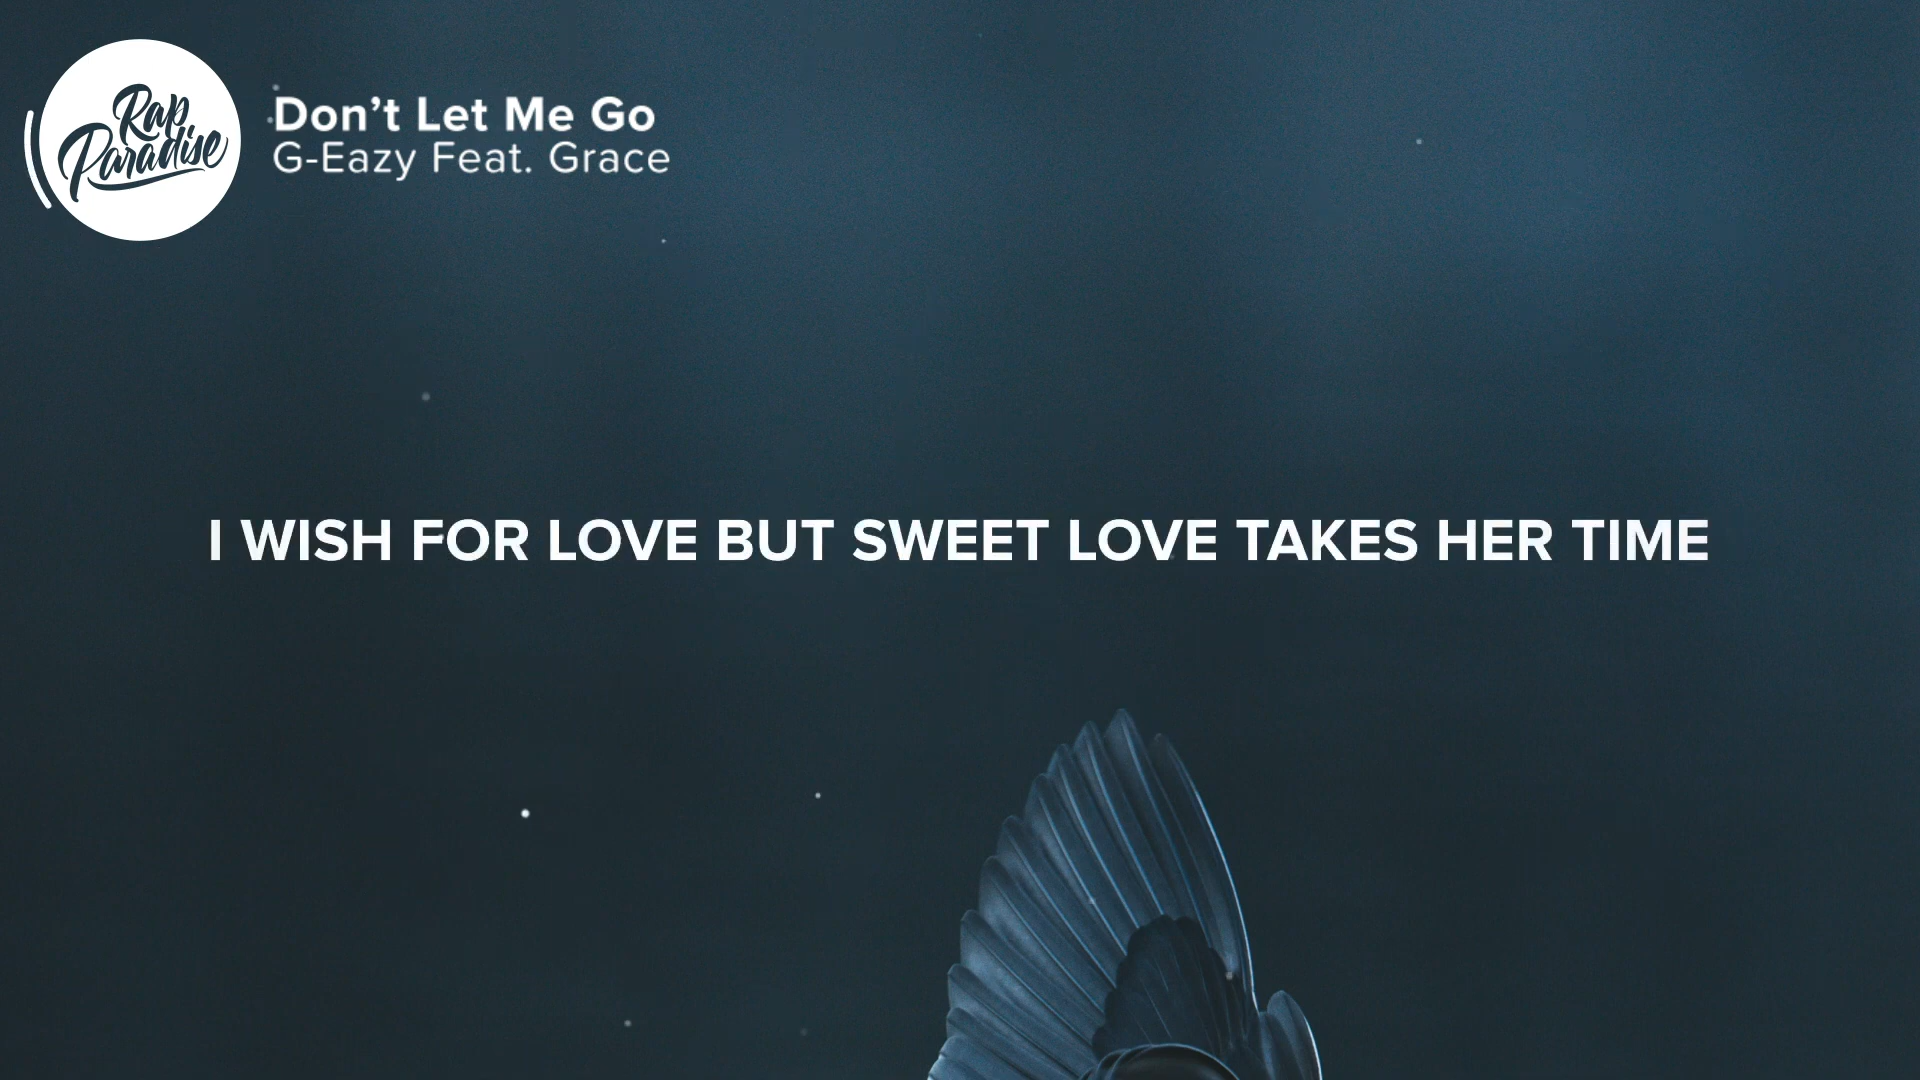 Rap
Paradise
Don't Let Me Go
G-Eazy Feat. Grace
I WISH FOR LOVE BUT SWEET LOVE TAKES HER TIME